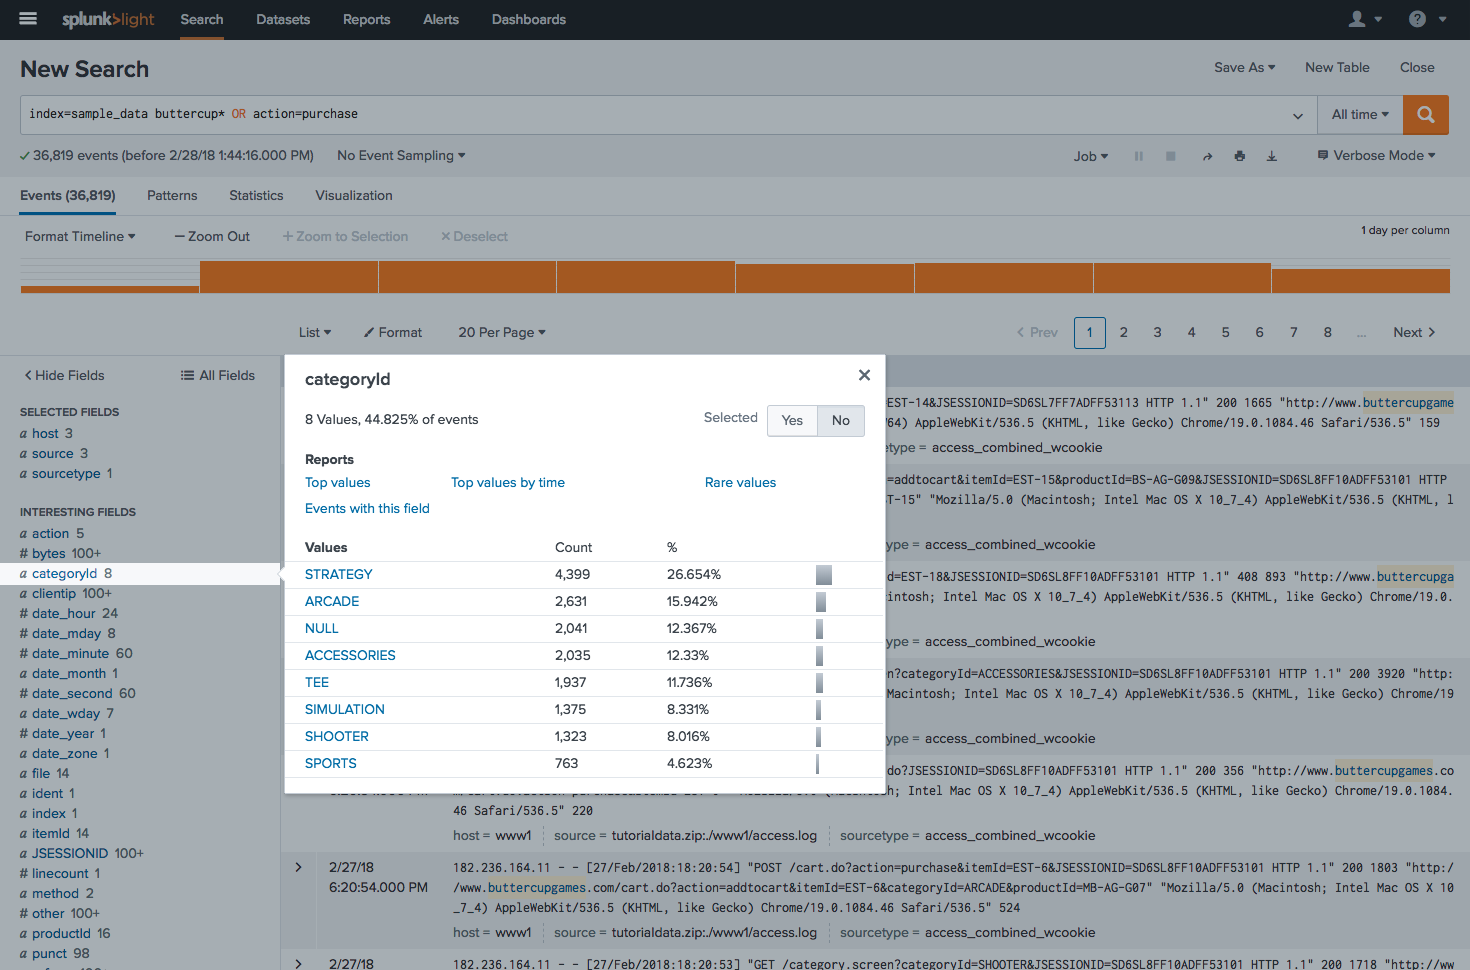 splunk>light Search Datasets Reports Alerts Dashboards
New Search Save As New Table Close
index=sample_data buttercup* OR action=purchase All time
36,819 events (before 2/28/18 1:44:16.000 PM) No Event Sampling Job Verbose Mode
Events (36,819) Patterns Statistics Visualization
Format Timeline — Zoom Out + Zoom to Selection × Deselect 1 day per column
List Format 20 Per Page < Prev 1 2 3 4 5 6 7 8 ... Next >
< Hide Fields All Fields
SELECTED FIELDS
a host 3
a source 3
a sourcetype 1
INTERESTING FIELDS
a action 5
# bytes 100+
a categoryId 8
a clientip 100+
# date_hour 24
# date_mday 8
# date_minute 60
a date_month 1
# date_second 60
a date_wday 7
# date_year 1
a date_zone 1
a file 14
a ident 1
a index 1
a itemId 14
a JSESSIONID 100+
# linecount 1
a method 2
# other 100+
a productId 16
a punct 98
categoryId
8 Values, 44.825% of events Selected Yes No
Reports
Top values Top values by time Rare values
Events with this field
Values Count %
STRATEGY 4,399 26.654%
ARCADE 2,631 15.942%
NULL 2,041 12.367%
ACCESSORIES 2,035 12.33%
TEE 1,937 11.736%
SIMULATION 1,375 8.331%
SHOOTER 1,323 8.016%
SPORTS 763 4.623%
EST-14&JSESSIONID=SD6SL7FF7ADFF53113 HTTP 1.1" 200 1665 "http://www.buttercupgame
64) AppleWebKit/536.5 (KHTML, like Gecko) Chrome/19.0.1084.46 Safari/536.5" 159
type = access_combined_wcookie
=addtocart&itemId=EST-15&productId=BS-AG-G09&JSESSIONID=SD6SL8FF10ADFF53101 HTTP
T-15" "Mozilla/5.0 (Macintosh; Intel Mac OS X 10_7_4) AppleWebKit/536.5 (KHTML, l
ype = access_combined_wcookie
d=EST-18&JSESSIONID=SD6SL8FF10ADFF53101 HTTP 1.1" 408 893 "http://www.buttercupga
intosh; Intel Mac OS X 10_7_4) AppleWebKit/536.5 (KHTML, like Gecko) Chrome/19.0.
ype = access_combined_wcookie
n?categoryId=ACCESSORIES&JSESSIONID=SD6SL8FF10ADFF53101 HTTP 1.1" 200 3920 "http:
Macintosh; Intel Mac OS X 10_7_4) AppleWebKit/536.5 (KHTML, like Gecko) Chrome/19
ype = access_combined_wcookie
.do?JSESSIONID=SD6SL8FF10ADFF53101 HTTP 1.1" 200 356 "http://www.buttercupgames.co
h; Intel Mac OS X 10_7_4) AppleWebKit/536.5 (KHTML, like Gecko) Chrome/19.0.1084.
46 Safari/536.5" 220
host = www1 source = tutorialdata.zip:./www1/access.log sourcetype = access_combined_wcookie
2/27/18 182.236.164.11 - - [27/Feb/2018:18:20:54] "POST /cart.do?action=purchase&itemId=EST-6&JSESSIONID=SD6SL8FF10ADFF53101 HTTP 1.1" 200 1803 "http:/
6:20:54.000 PM /www.buttercupgames.com/cart.do?action=addtocart&itemId=EST-6&categoryId=ARCADE&productId=MB-AG-G07" "Mozilla/5.0 (Macintosh; Intel Mac OS X 10
_7_4) AppleWebKit/536.5 (KHTML, like Gecko) Chrome/19.0.1084.46 Safari/536.5" 524
host = www1 source = tutorialdata.zip:./www1/access.log sourcetype = access_combined_wcookie
2/27/18 182.236.164.11 - - [27/Feb/2018:18:20:53] "GET /category.screen?categoryId=SHOOTER&JSESSIONID=SD6SL8FF10ADFF53101 HTTP 1.1" 200 1718 "http://ww